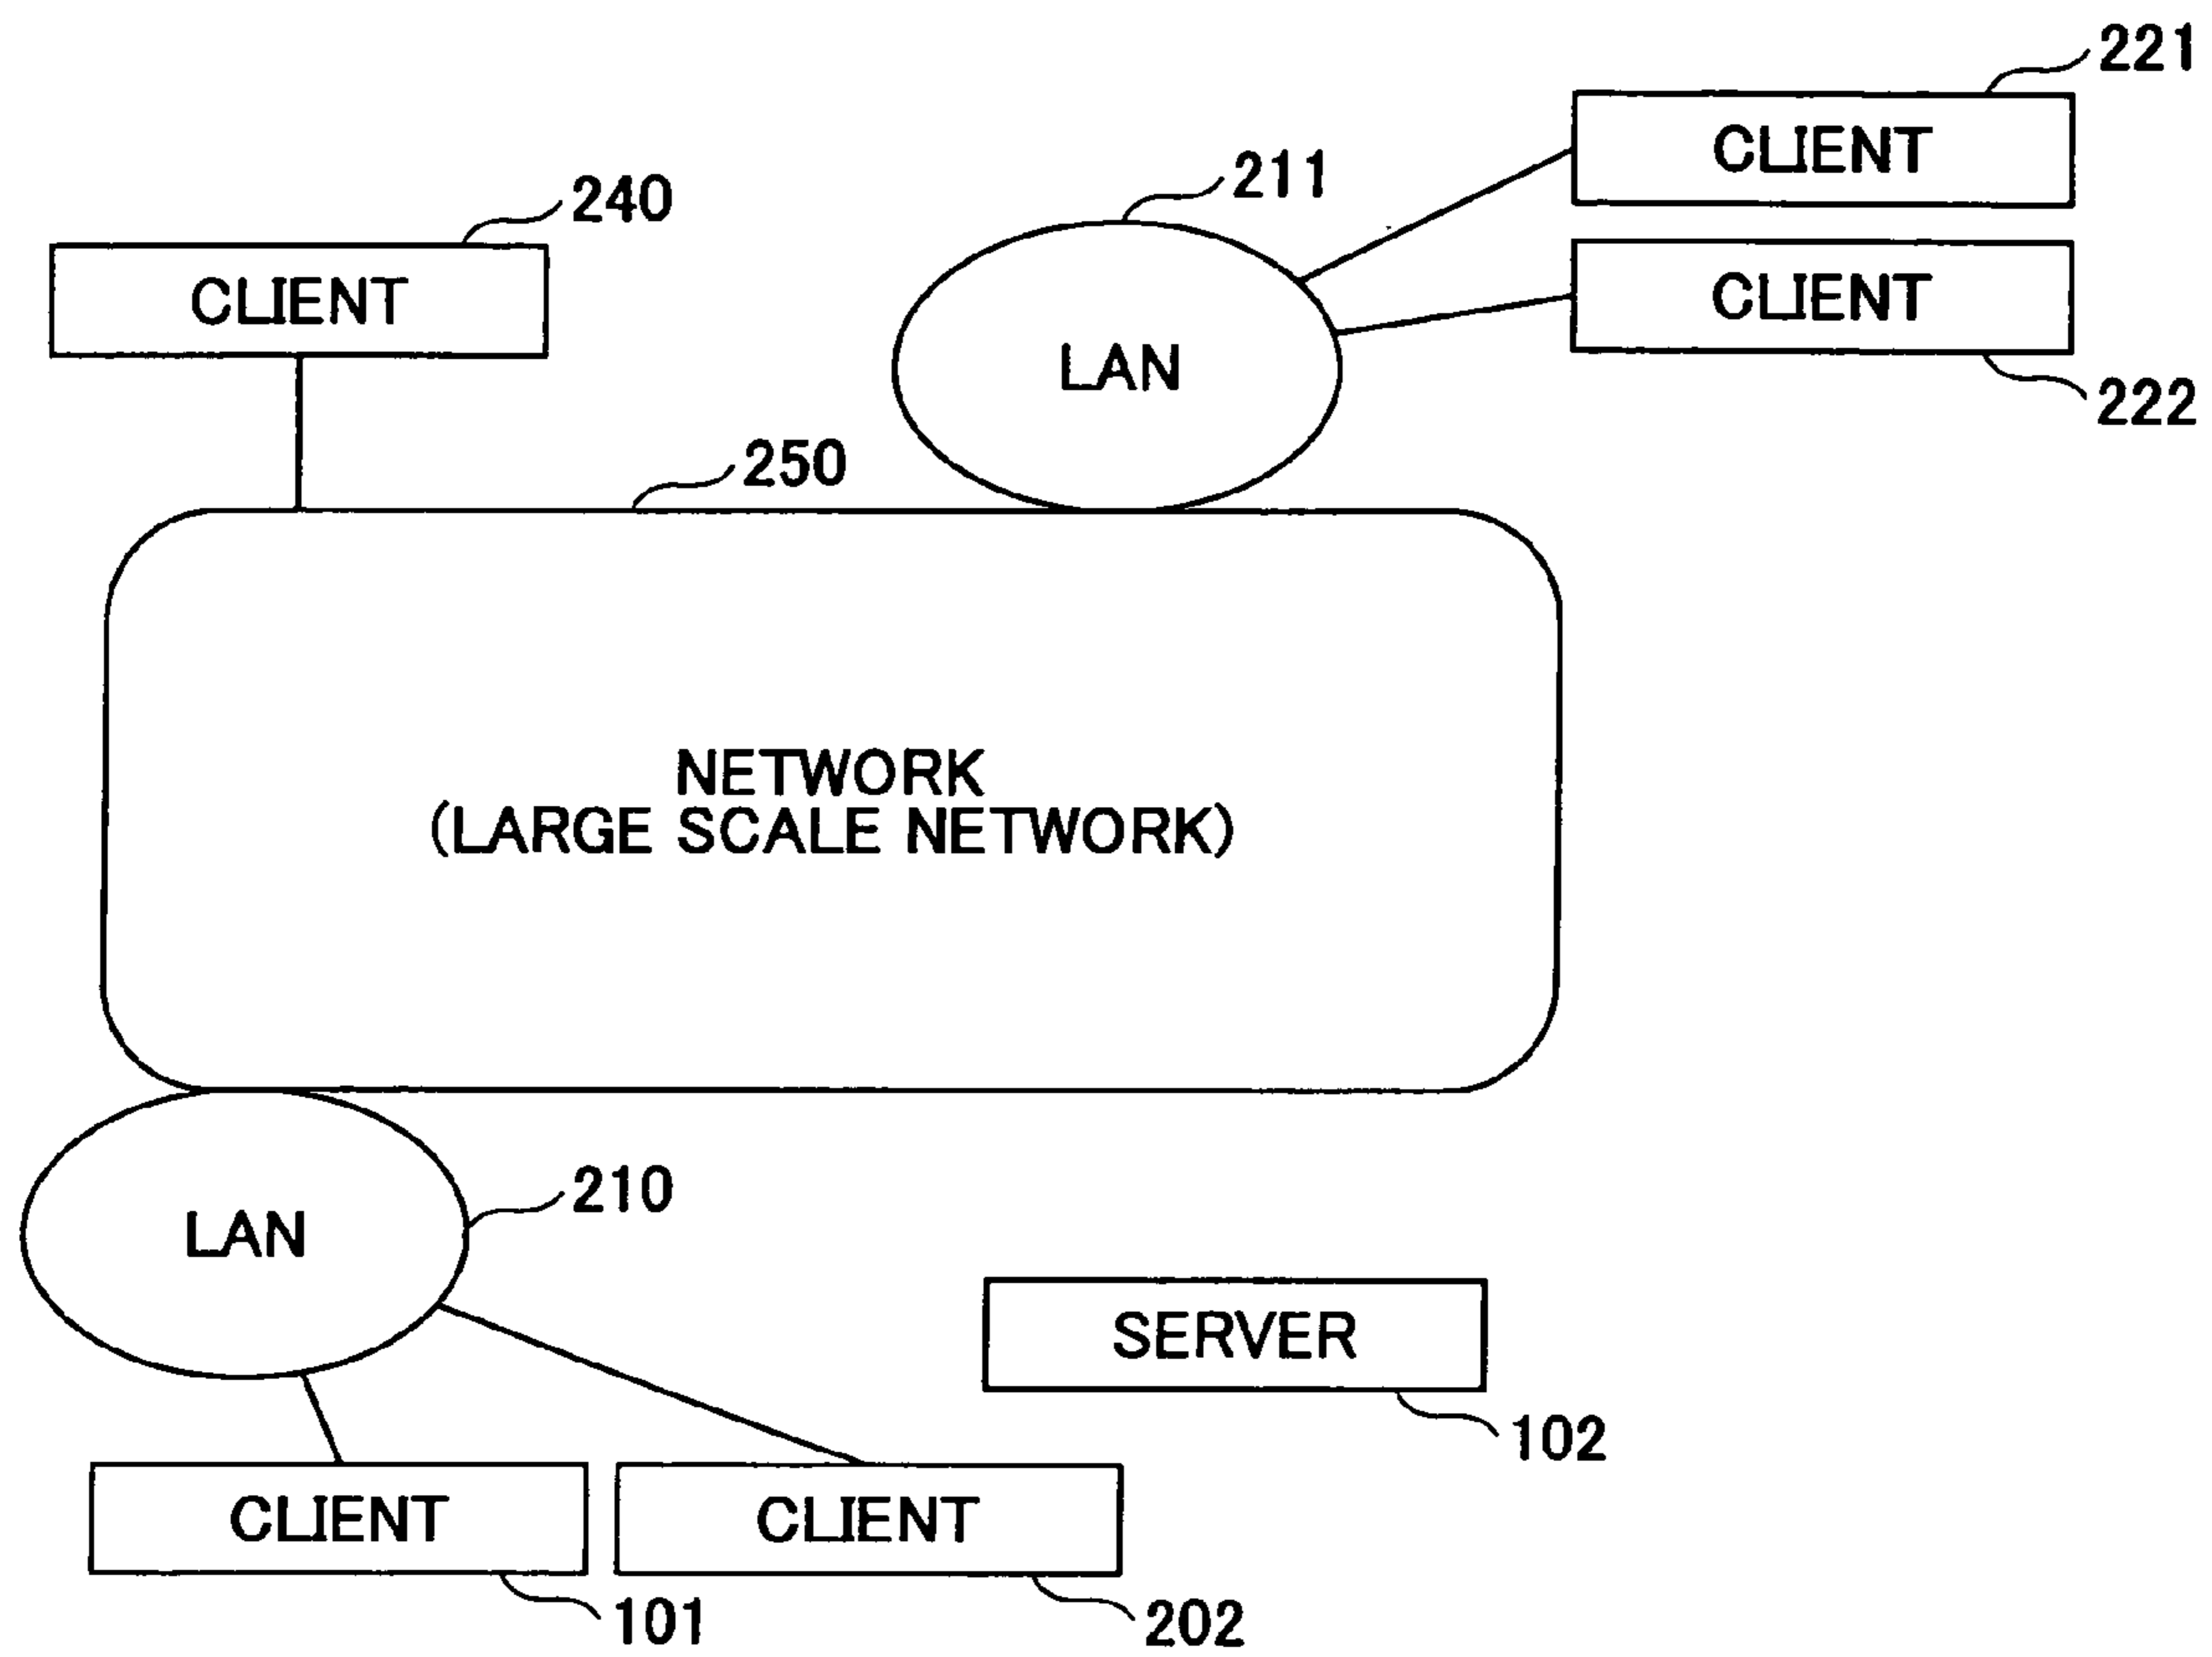 221
CLIENT
211
240
CLIENT
CLIENT
LAN
222
250
NETWORK
(LARGE SCALE NETWORK)
210
LAN
SERVER
102
CLIENT
CLIENT
101
202